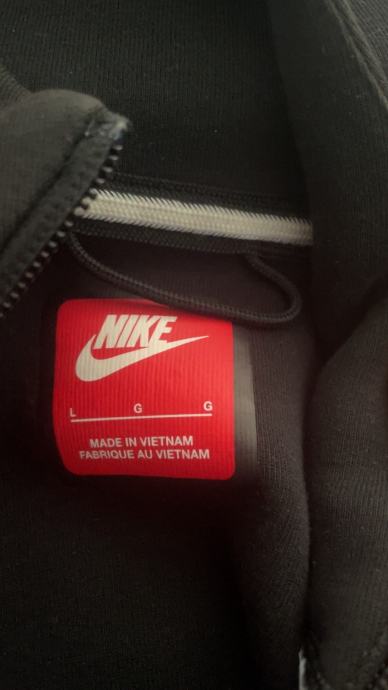 NIKE
L G G
MADE IN VIETNAM
FABRIQUE AU VIETNAM